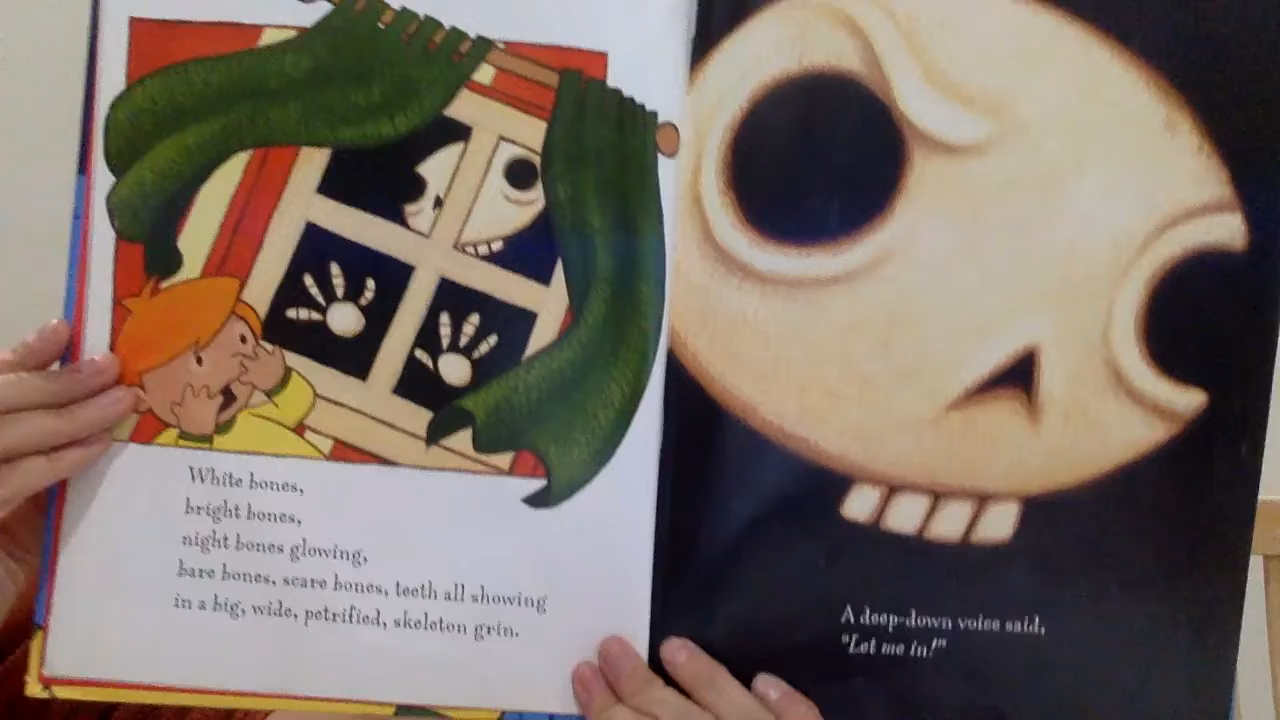 White bones,
bright bones,
night bones glowing,
bare bones, scare bones, teeth all showing
in a big, wide, petrified, skeleton grin.
A deep-down voice said,
"Let me in!"